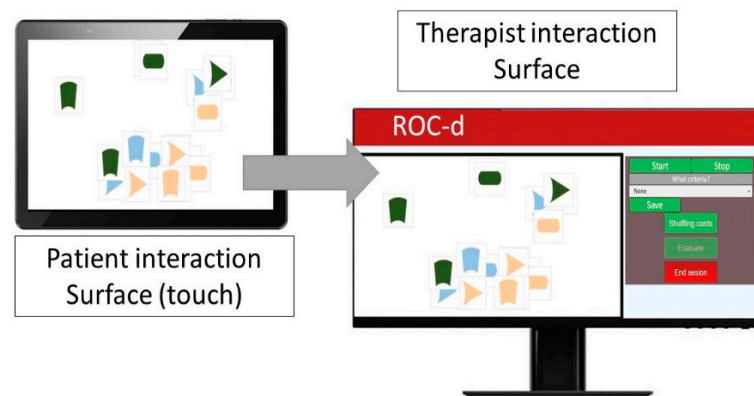 Therapist interaction
Surface
ROC-d
Start Stop
What criteria?
None
Save
Shuffling cards
Evaluate
End sesion
Patient interaction
Surface (touch)